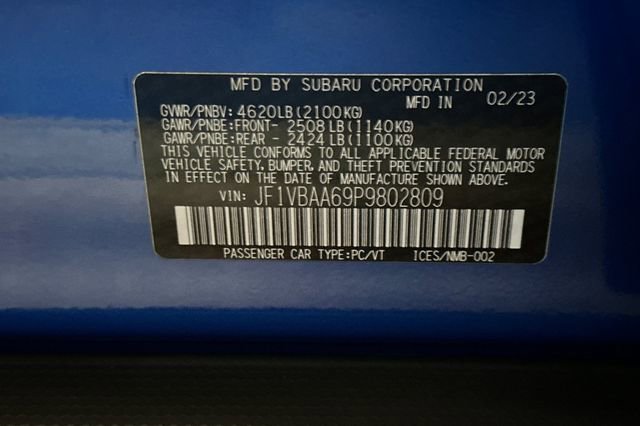 MFD BY SUBARU CORPORATION
MFD IN 02/23
GVWR/PNBV: 4620LB(2100KG)
GAWR/PNBE:FRONT- 2508 LB(1140KG)
GAWR/PNBE:REAR - 2424 LB(1100KG)
THIS VEHICLE CONFORMS TO ALL APPLICABLE FEDERAL MOTOR
VEHICLE SAFETY, BUMPER, AND THEFT PREVENTION STANDARDS
IN EFFECT ON THE DATE OF MANUFACTURE SHOWN ABOVE.
VIN: JF1VBAA69P9802809
PASSENGER CAR TYPE:PC/VT ICES/NMB-002